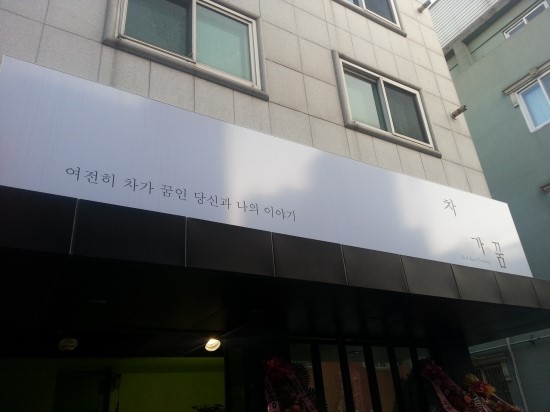 여전히 차가 꿈인 당신과 나의 이야기
차
가꿈